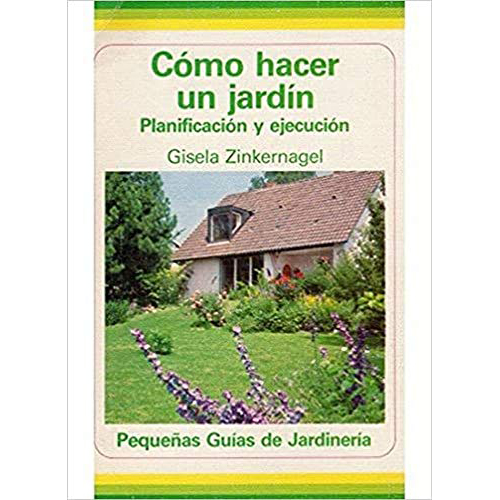 Cómo hacer
un jardín
Planificación y ejecución
Gisela Zinkernagel
Pequeñas Guías de Jardinería